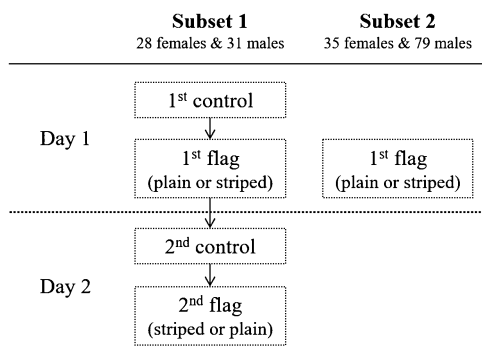 Subset 1 Subset 2
28 females & 31 males 35 females & 79 males
1st control
Day 1
1st flag 1st flag
(plain or striped) (plain or striped)
2nd control
Day 2
2nd flag
(striped or plain)